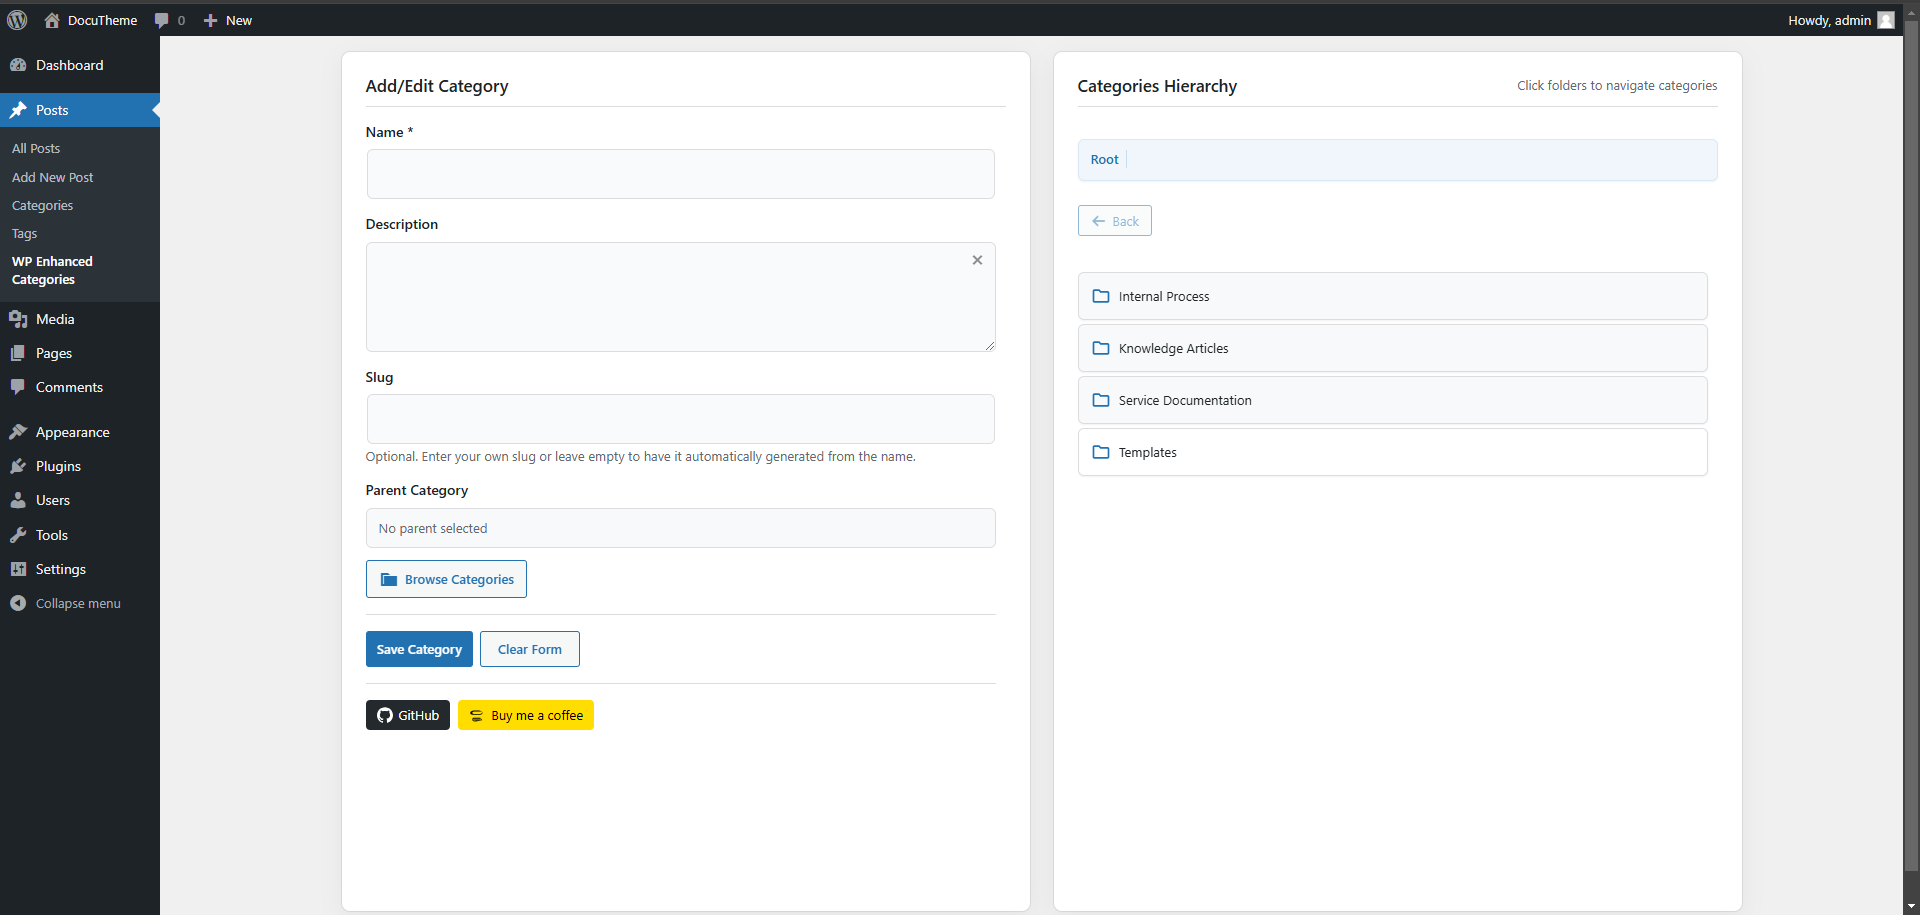 DocuTheme 0 New Howdy, admin
Dashboard
Posts
All Posts
Add New Post
Categories
Tags
WP Enhanced
Categories
Media
Pages
Comments
Appearance
Plugins
Users
Tools
Settings
Collapse menu
Add/Edit Category
Name *
Description
Slug
Optional. Enter your own slug or leave empty to have it automatically generated from the name.
Parent Category
No parent selected
Browse Categories
Save Category Clear Form
GitHub Buy me a coffee
Categories Hierarchy Click folders to navigate categories
Root
Back
Internal Process
Knowledge Articles
Service Documentation
Templates